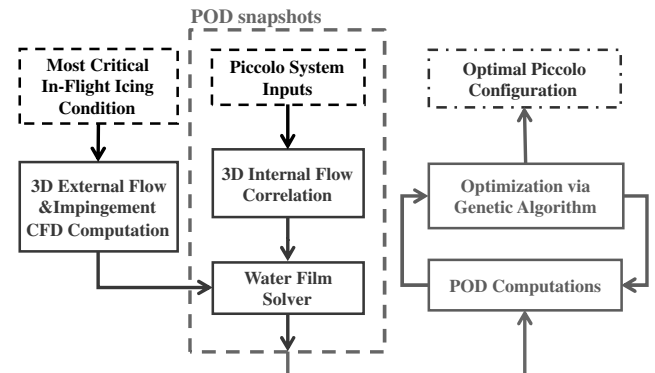 POD snapshots
Most Critical
In-Flight Icing
Condition
Piccolo System
Inputs
Optimal Piccolo
Configuration
3D External Flow
&Impingement
CFD Computation
3D Internal Flow
Correlation
Optimization via
Genetic Algorithm
Water Film
Solver
POD Computations